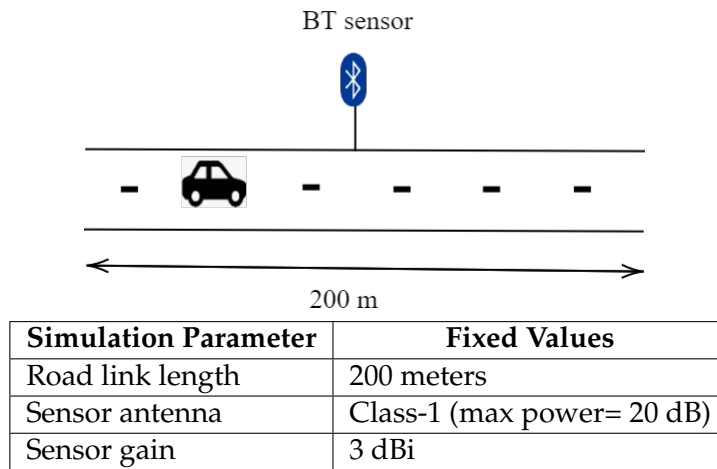 BT sensor
200 m
Simulation Parameter Fixed Values
Road link length 200 meters
Sensor antenna Class-1 (max power= 20 dB)
Sensor gain 3 dBi